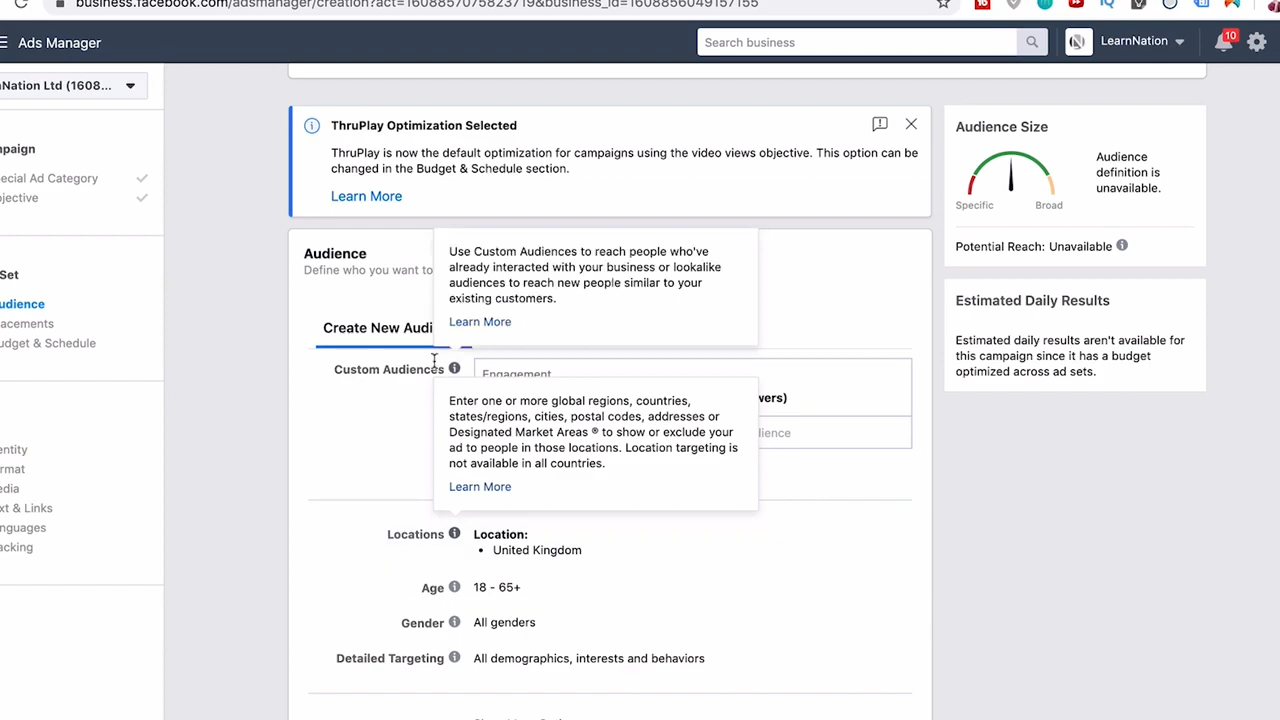 business.facebook.com/adsmanager/creation?act=1608857075823719&business_id=1608856049157155
Ads Manager
Search business
LearnNation
10
nNation Ltd (1608...
mpaign
pecial Ad Category
jective
Set
udience
acements
udget & Schedule
entity
rmat
edia
xt & Links
nguages
acking
ThruPlay Optimization Selected
ThruPlay is now the default optimization for campaigns using the video views objective. This option can be
changed in the Budget & Schedule section.
Learn More
Audience
Define who you want to
Use Custom Audiences to reach people who've
already interacted with your business or lookalike
audiences to reach new people similar to your
existing customers.
Learn More
Create New Audi
Custom Audiences
Engagement
wers)
dience
Enter one or more global regions, countries,
states/regions, cities, postal codes, addresses or
Designated Market Areas ® to show or exclude your
ad to people in those locations. Location targeting is
not available in all countries.
Learn More
Locations
Location:
• United Kingdom
Age
18 - 65+
Gender
All genders
Detailed Targeting
All demographics, interests and behaviors
Audience Size
Specific
Broad
Audience
definition is
unavailable.
Potential Reach: Unavailable
Estimated Daily Results
Estimated daily results aren't available for
this campaign since it has a budget
optimized across ad sets.